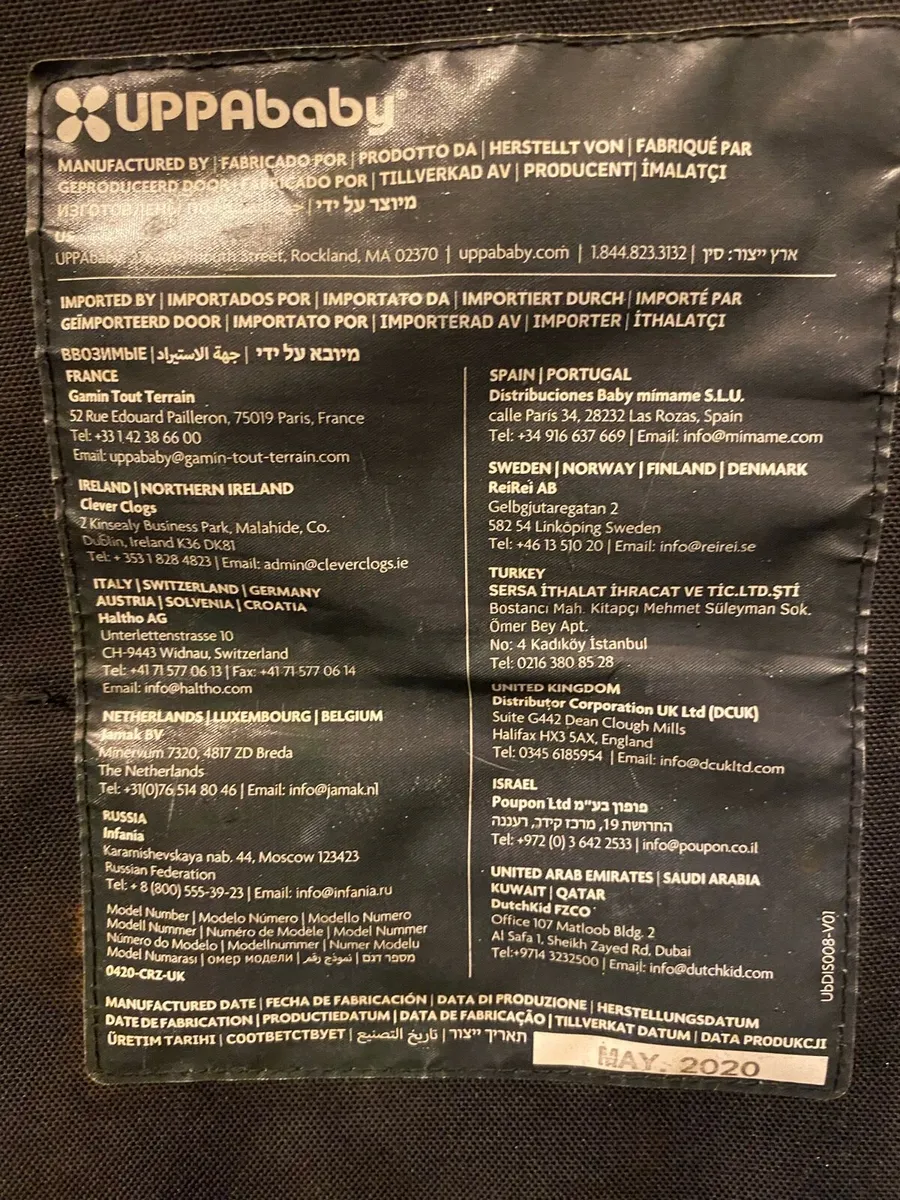 UPPAbaby
MANUFACTURED BY | FABRICADO POR | PRODOTTO DA | HERSTELLT VON | FABRIQUÉ PAR
GEPRODUCEERD DOOR | FABRICADO POR | TILLVERKAD AV | PRODUCENT | İMALATÇI
ИЗГОТОВЛЕНЫ | מיוצר על ידי
UPPAbaby Street, Rockland, MA 02370 | uppababy.com | 1.844.823.3132 | ארץ ייצור: סין
IMPORTED BY | IMPORTADOS POR | IMPORTATO DA | IMPORTIERT DURCH | IMPORTÉ PAR
GEÏMPORTEERD DOOR | IMPORTATO POR | IMPORTERAD AV | IMPORTER | İTHALATÇI
ВВОЗИМЫЕ | جهة الاستيراد | מיובא על ידי
FRANCE
Gamin Tout Terrain
52 Rue Edouard Pailleron, 75019 Paris, France
Tel: +33 1 42 38 66 00
Email: uppababy@gamin-tout-terrain.com
IRELAND | NORTHERN IRELAND
Clever Clogs
2 Kinsealy Business Park, Malahide, Co.
Dublin, Ireland K36 DK81
Tel: + 353 1 828 4823 | Email: admin@cleverclogs.ie
ITALY | SWITZERLAND | GERMANY
AUSTRIA | SOLVENIA | CROATIA
Haltho AG
Unterlettenstrasse 10
CH-9443 Widnau, Switzerland
Tel: +41 71 577 06 13 | Fax: +41 71 577 06 14
Email: info@haltho.com
NETHERLANDS | LUXEMBOURG | BELGIUM
Jamak BV
Minervum 7320, 4817 ZD Breda
The Netherlands
Tel: +31(0)76 514 80 46 | Email: info@jamak.nl
RUSSIA
Infania
Karamishevskaya nab. 44, Moscow 123423
Russian Federation
Tel: + 8 (800) 555-39-23 | Email: info@infania.ru
Model Number | Modelo Número | Modello Numero
Modell Nummer | Numéro de Modèle | Model Nummer
Número do Modelo | Modellnummer | Numer Modelu
Model Numarası | омер модели | نموذج رقم | מספר דגם
0420-CRZ-UK
SPAIN | PORTUGAL
Distribuciones Baby mímame S.L.U.
calle París 34, 28232 Las Rozas, Spain
Tel: +34 916 637 669 | Email: info@mimame.com
SWEDEN | NORWAY | FINLAND | DENMARK
ReiRei AB
Gelbgjutaregatan 2
582 54 Linköping Sweden
Tel: +46 13 510 20 | Email: info@reirei.se
TURKEY
SERSA İTHALAT İHRACAT VE TİC.LTD.ŞTİ
Bostancı Mah. Kitapçı Mehmet Süleyman Sok.
Ömer Bey Apt.
No: 4 Kadıköy İstanbul
Tel: 0216 380 85 28
UNITED KINGDOM
Distributor Corporation UK Ltd (DCUK)
Suite G442 Dean Clough Mills
Halifax HX3 5AX, England
Tel: 0345 6185954 | Email: info@dcukltd.com
ISRAEL
Poupon Ltd פופון בע"מ
החרושת 19, מרכז קידר, רעננה
Tel: +972 (0) 3 642 2533 | info@poupon.co.il
UNITED ARAB EMIRATES | SAUDI ARABIA
KUWAIT | QATAR
DutchKid FZCO
Office 107 Matloob Bldg. 2
Al Safa 1, Sheikh Zayed Rd, Dubai
Tel:+9714 3232500 | Email: info@dutchkid.com
UbDIS008-V01
MANUFACTURED DATE | FECHA DE FABRICACIÓN | DATA DI PRODUZIONE | HERSTELLUNGSDATUM
DATE DE FABRICATION | PRODUCTIEDATUM | DATA DE FABRICAÇÃO | TILLVERKAT DATUM | DATA PRODUKCJI
ÜRETIM TARIHI | СООТВЕТСТВУЕТ | تاريخ التصنيع | תאריך ייצור
MAY. 2020